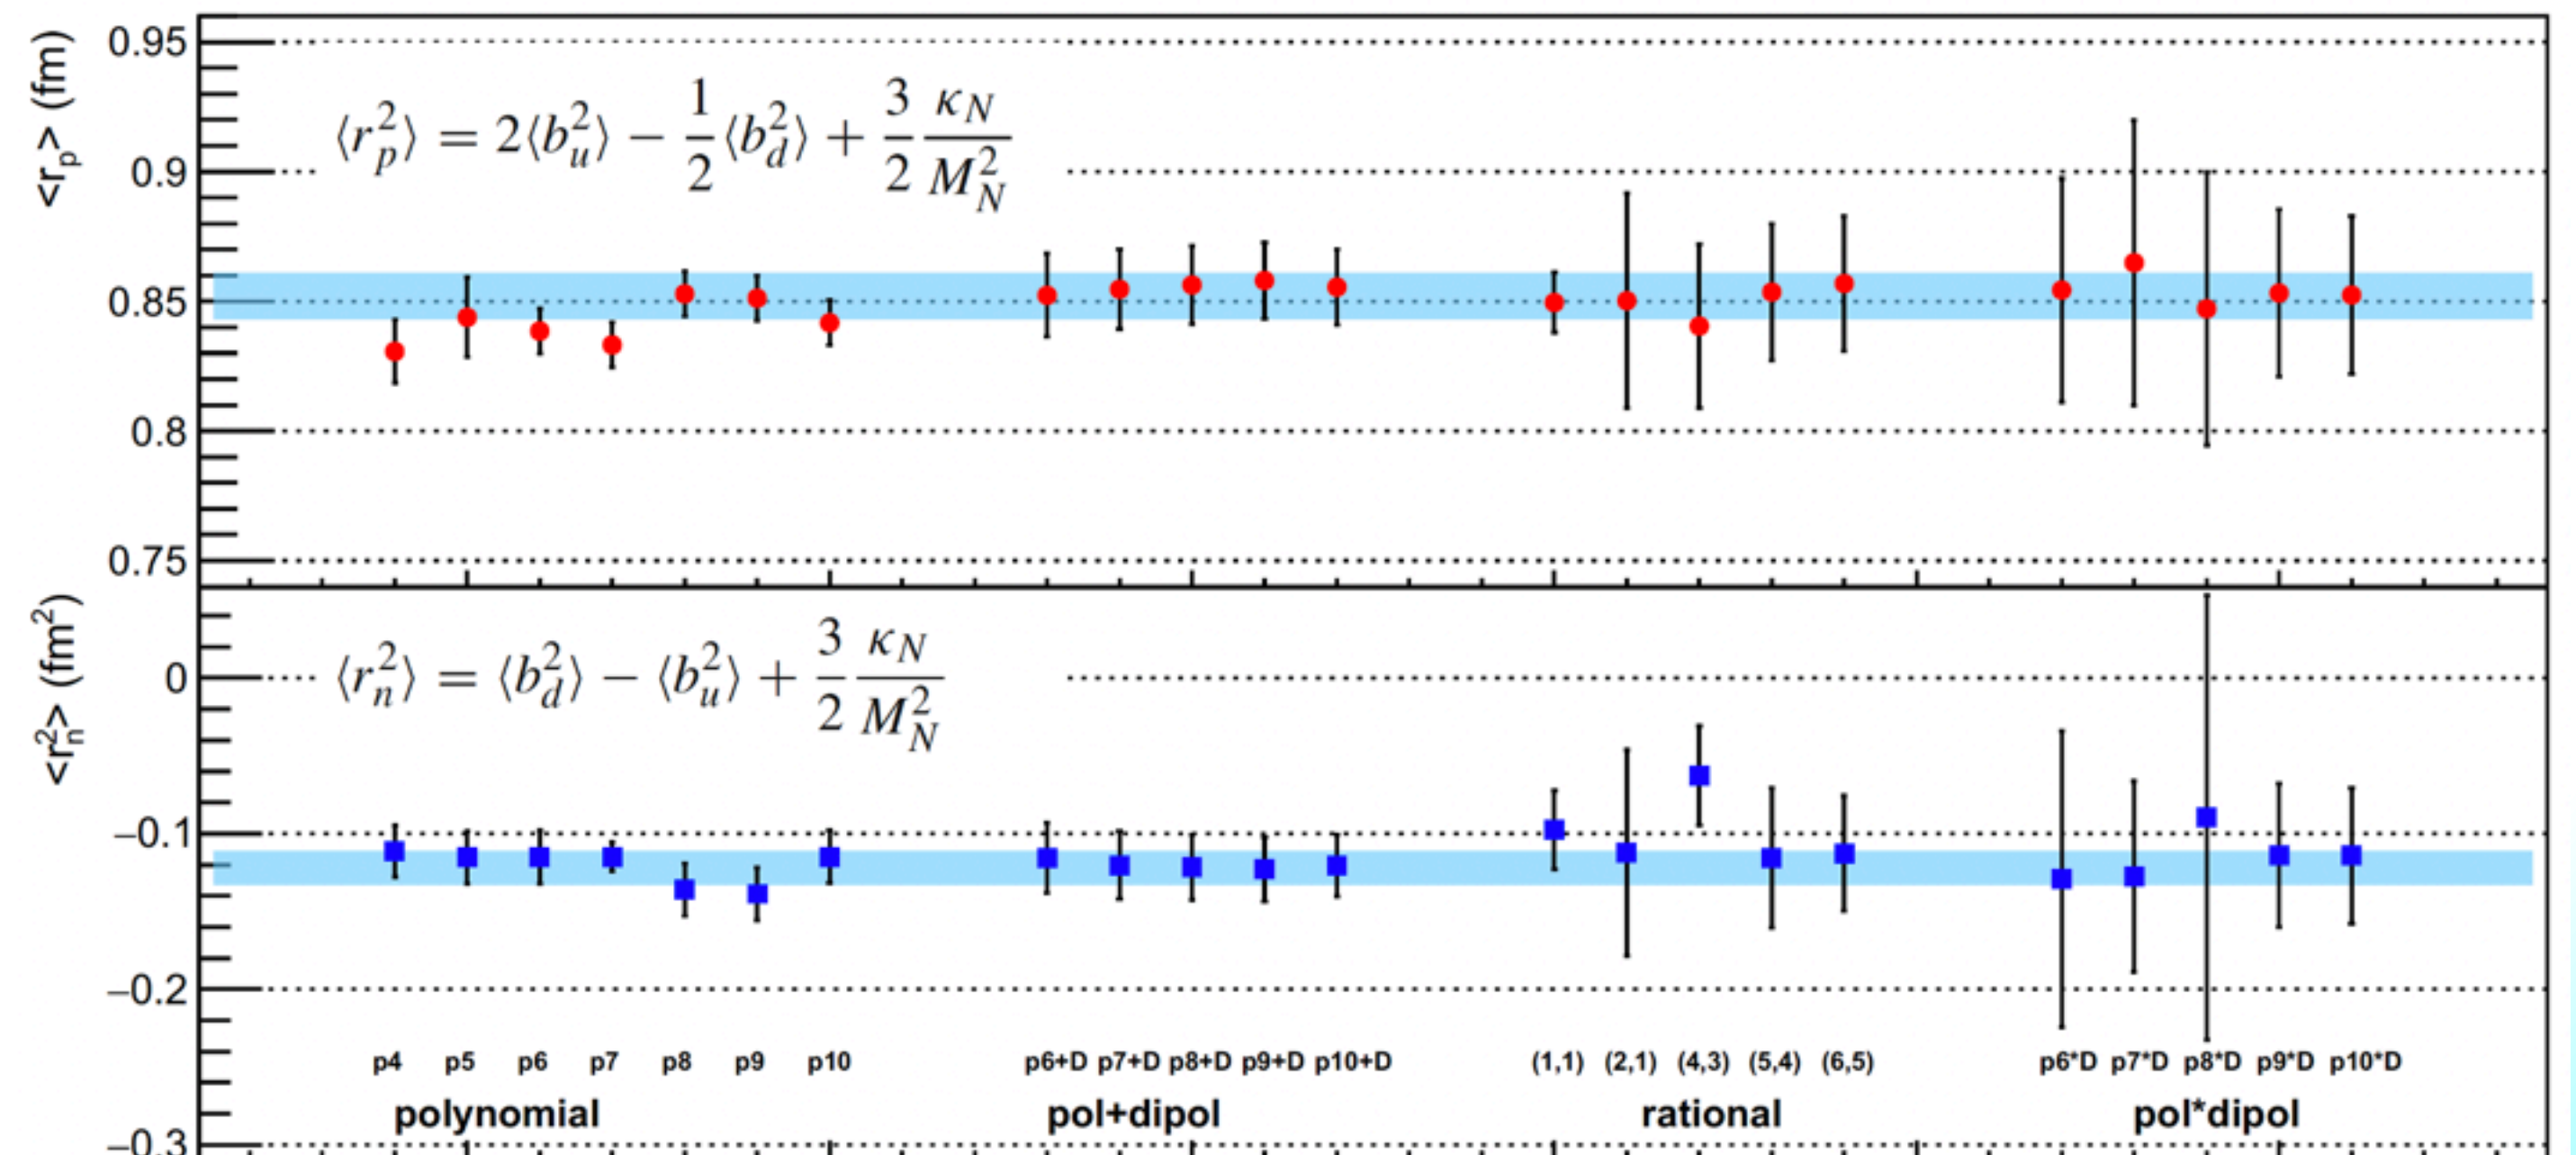 <r_p> (fm)
0.95
0.9
0.85
0.8
0.75
⟨r_p^2⟩ = 2⟨b_u^2⟩ − 1/2 ⟨b_d^2⟩ + 3/2 κ_N/M_N^2
<r_n^2> (fm^2)
0
−0.1
−0.2
−0.3
⟨r_n^2⟩ = ⟨b_d^2⟩ − ⟨b_u^2⟩ + 3/2 κ_N/M_N^2
p4 p5 p6 p7 p8 p9 p10 p6+D p7+D p8+D p9+D p10+D (1,1) (2,1) (4,3) (5,4) (6,5) p6*D p7*D p8*D p9*D p10*D
polynomial pol+dipol rational pol*dipol